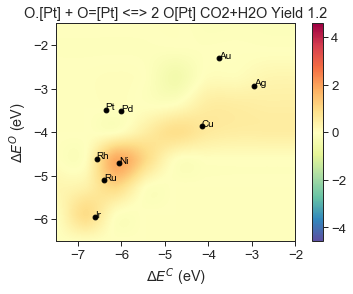 O.[Pt] + O=[Pt] <=> 2 O[Pt] CO2+H2O Yield 1.2
ΔE^O (eV)
−2
−3
−4
−5
−6
Au
Ag
Pt
Pd
Cu
Rh
Ni
Ru
Ir
−7
−6
−5
−4
−3
−2
ΔE^C (eV)
4
2
0
−2
−4